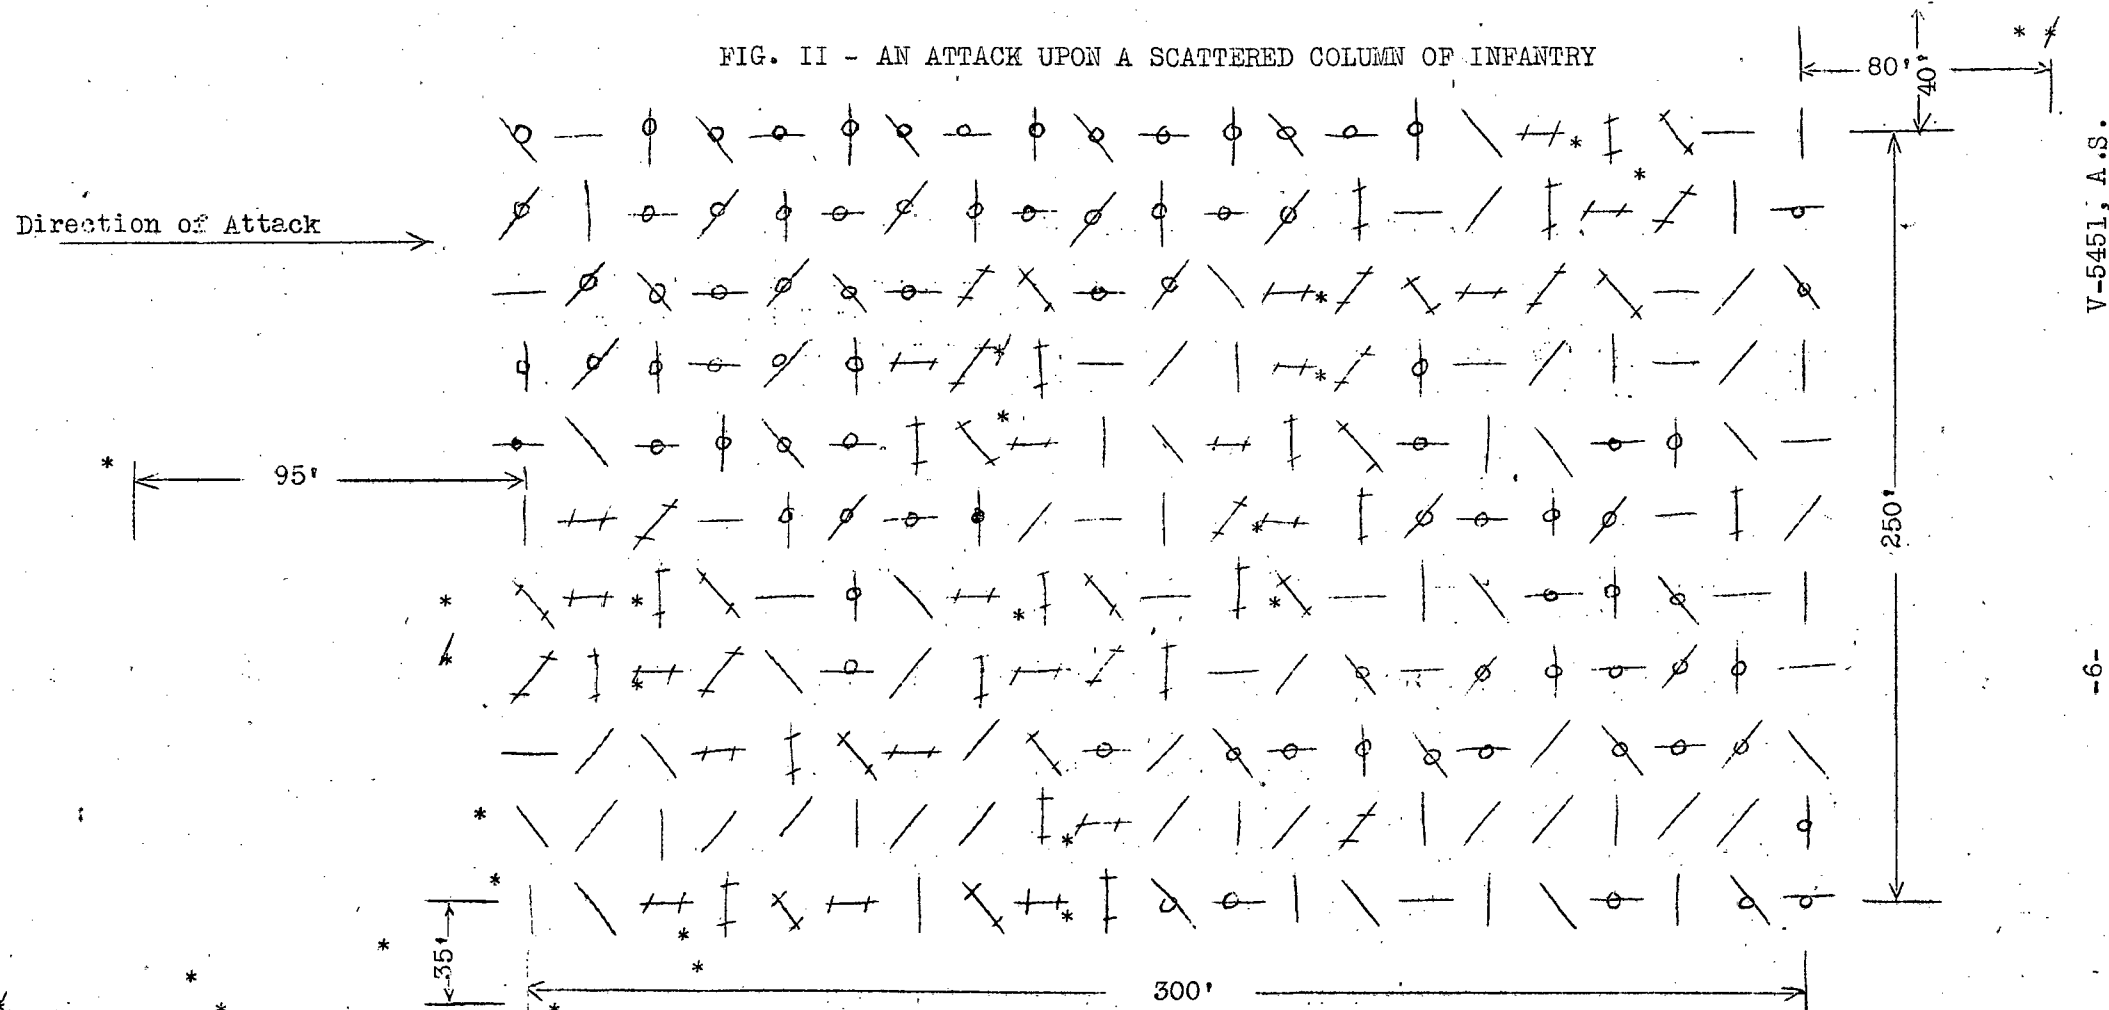 FIG. II - AN ATTACK UPON A SCATTERED COLUMN OF INFANTRY
80'
40'
Direction of Attack
95'
250'
35'
300'
V-5451, A.S.
-6-